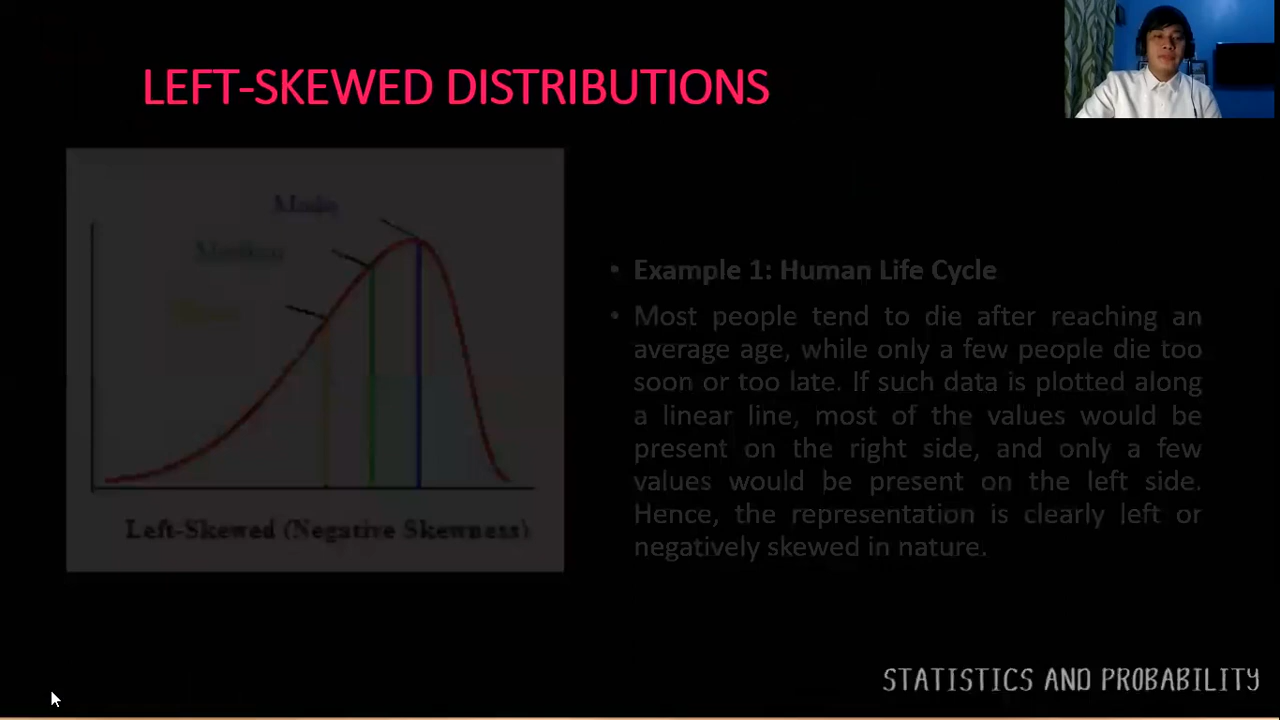 LEFT-SKEWED DISTRIBUTIONS
Mode
Median
Mean
Left-Skewed (Negative Skewness)
• Example 1: Human Life Cycle
• Most people tend to die after reaching an
average age, while only a few people die too
soon or too late. If such data is plotted along
a linear line, most of the values would be
present on the right side, and only a few
values would be present on the left side.
Hence, the representation is clearly left or
negatively skewed in nature.
STATISTICS AND PROBABILITY